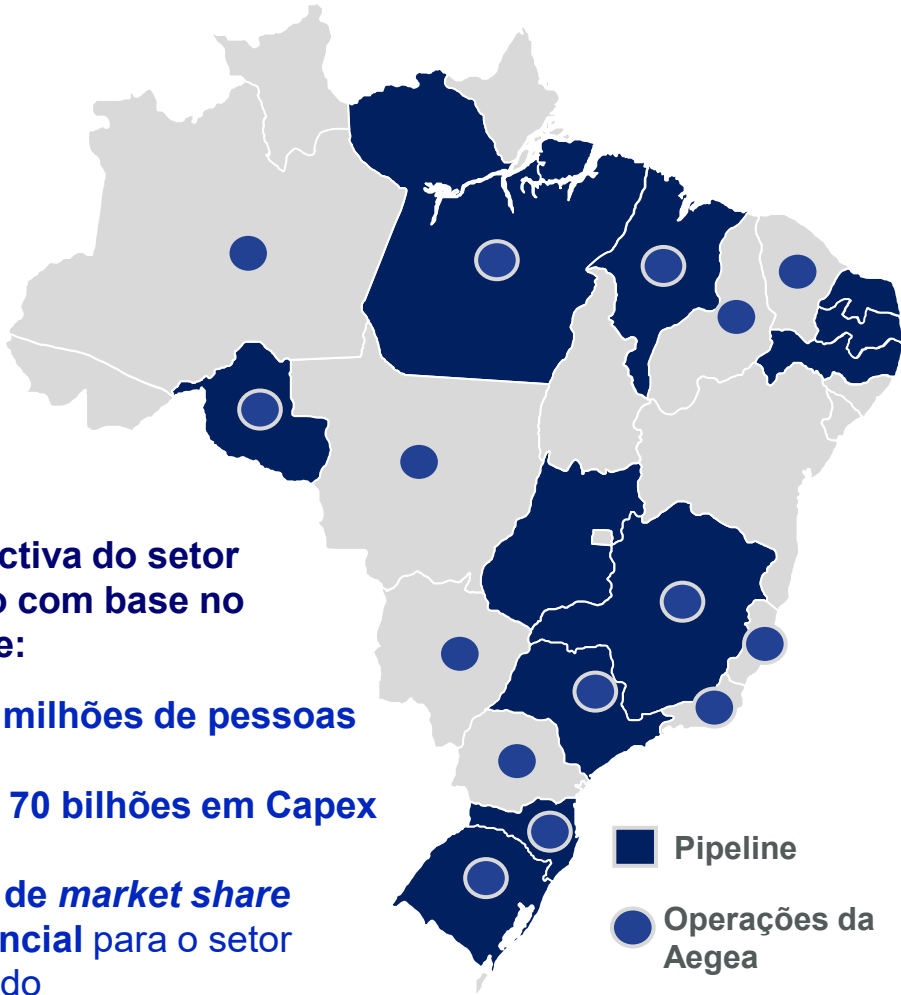 ctiva do setor
o com base no
e:
milhões de pessoas
70 bilhões em Capex
de market share
ncial para o setor
do
Pipeline
Operações da
Aegea